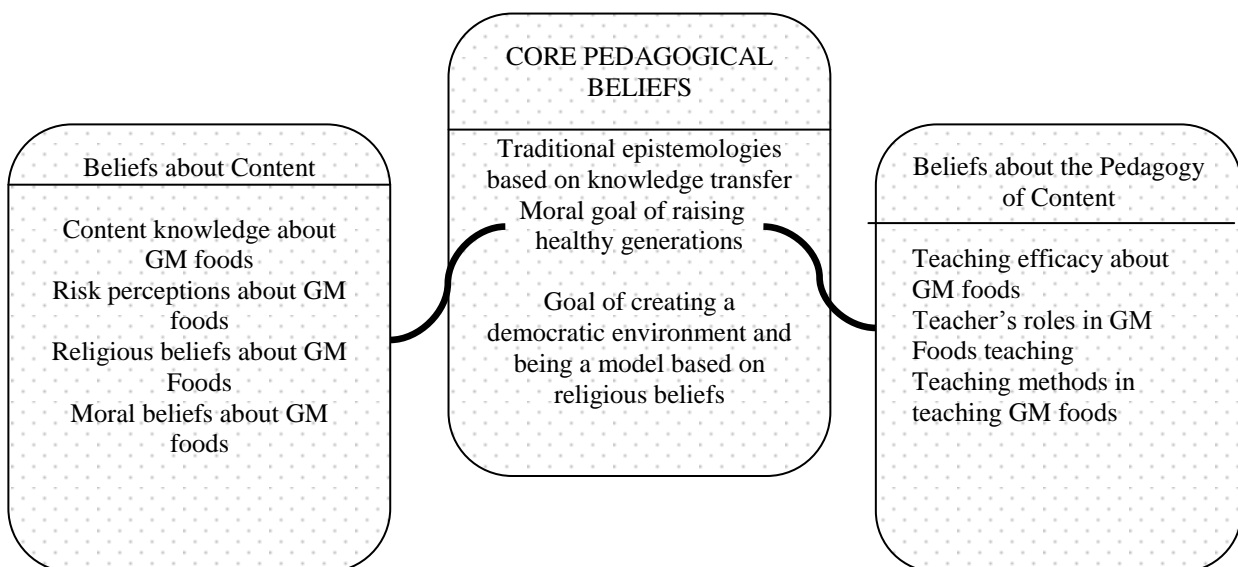 Beliefs about Content
Content knowledge about
GM foods
Risk perceptions about GM
foods
Religious beliefs about GM
Foods
Moral beliefs about GM
foods
CORE PEDAGOGICAL
BELIEFS
Traditional epistemologies
based on knowledge transfer
Moral goal of raising
healthy generations
Goal of creating a
democratic environment and
being a model based on
religious beliefs
Beliefs about the Pedagogy
of Content
Teaching efficacy about
GM foods
Teacher’s roles in GM
Foods teaching
Teaching methods in
teaching GM foods